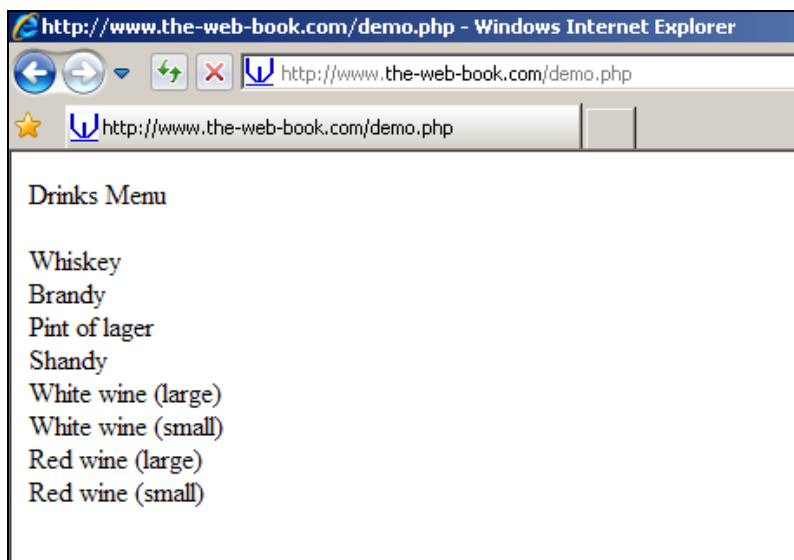 http://www.the-web-book.com/demo.php - Windows Internet Explorer
http://www.the-web-book.com/demo.php
http://www.the-web-book.com/demo.php
Drinks Menu
Whiskey
Brandy
Pint of lager
Shandy
White wine (large)
White wine (small)
Red wine (large)
Red wine (small)